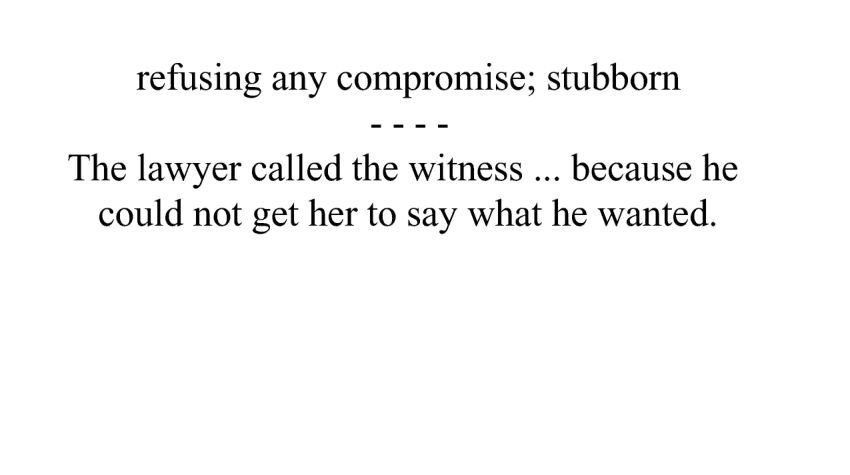 refusing any compromise; stubborn
- - - -
The lawyer called the witness ... because he
could not get her to say what he wanted.